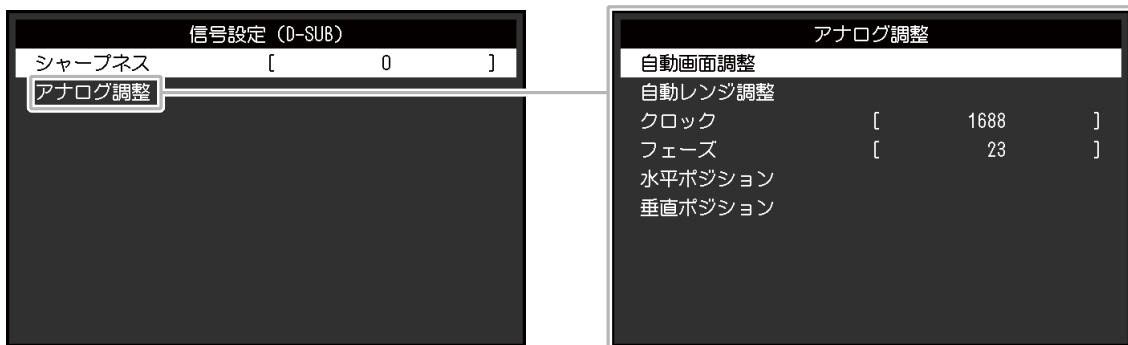 信号設定 (D-SUB)
シャープネス [ 0 ]
アナログ調整
アナログ調整
自動画面調整
自動レンジ調整
クロック [ 1688 ]
フェーズ [ 23 ]
水平ポジション
垂直ポジション